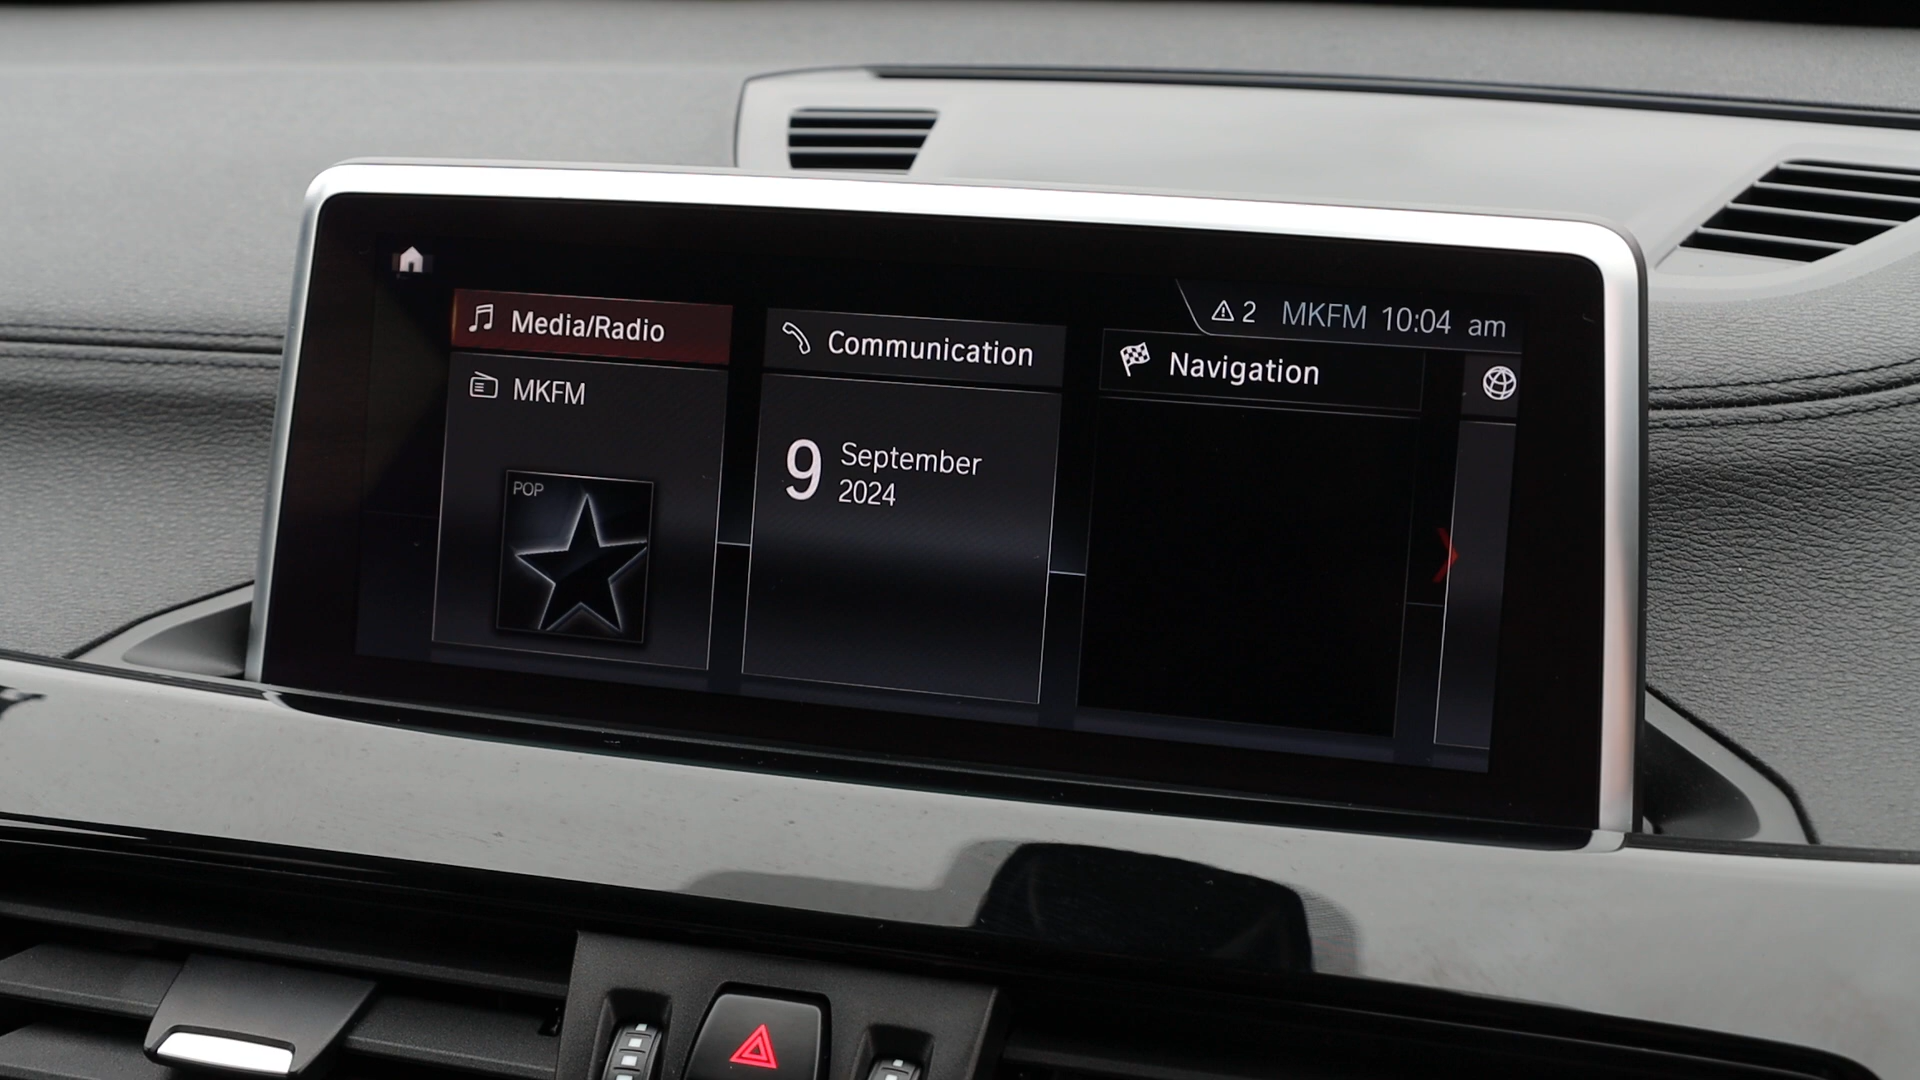 2 MKFM 10:04 am
Media/Radio
MKFM
POP
Communication
9 September
2024
Navigation